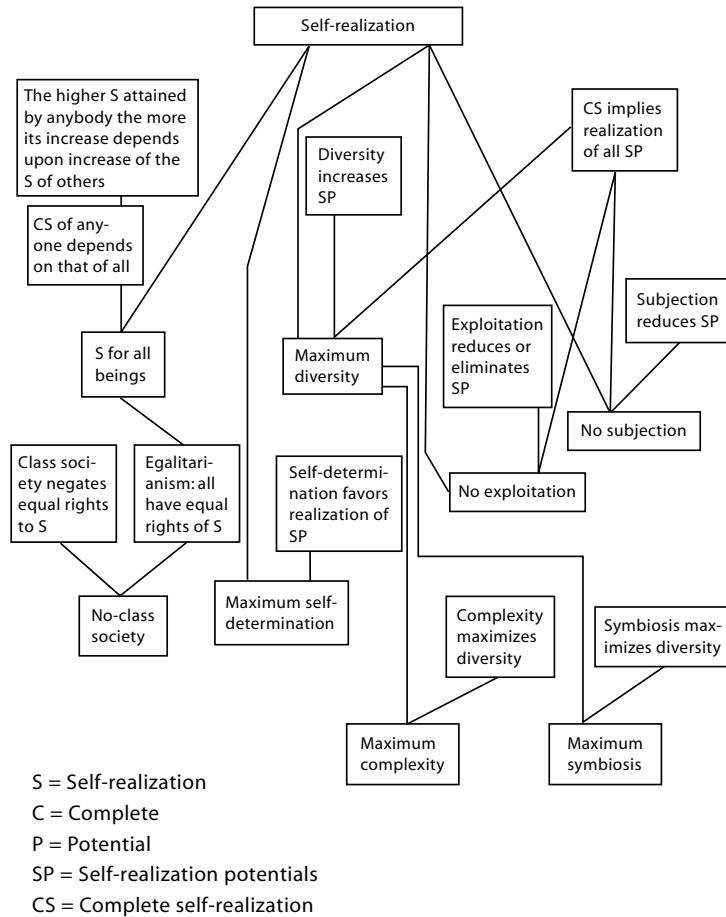 Self-realization
The higher S attained
by anybody the more
its increase depends
upon increase of the
S of others
CS of any-
one depends
on that of all
Diversity
increases
SP
CS implies
realization
of all SP
Subjection
reduces SP
S for all
beings
Maximum
diversity
Exploitation
reduces or
eliminates
SP
No subjection
Class soci-
ety negates
equal rights
to S
Egalitari-
anism: all
have equal
rights of S
Self-determi-
nation favors
realization of
SP
No exploitation
No-class
society
Maximum self-
determination
Complexity
maximizes
diversity
Symbiosis max-
imizes diversity
Maximum
complexity
Maximum
symbiosis
S = Self-realization
C = Complete
P = Potential
SP = Self-realization potentials
CS = Complete self-realization